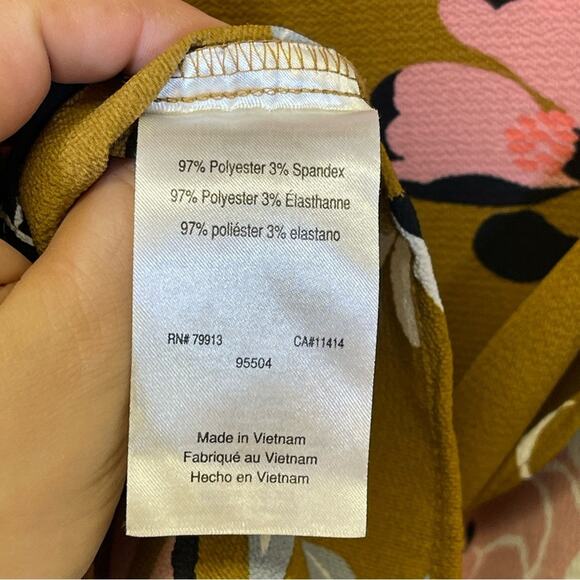 97% Polyester 3% Spandex
97% Polyester 3% Élasthanne
97% poliéster 3% elastano
RN# 79913 CA#11414
95504
Made in Vietnam
Fabriqué au Vietnam
Hecho en Vietnam